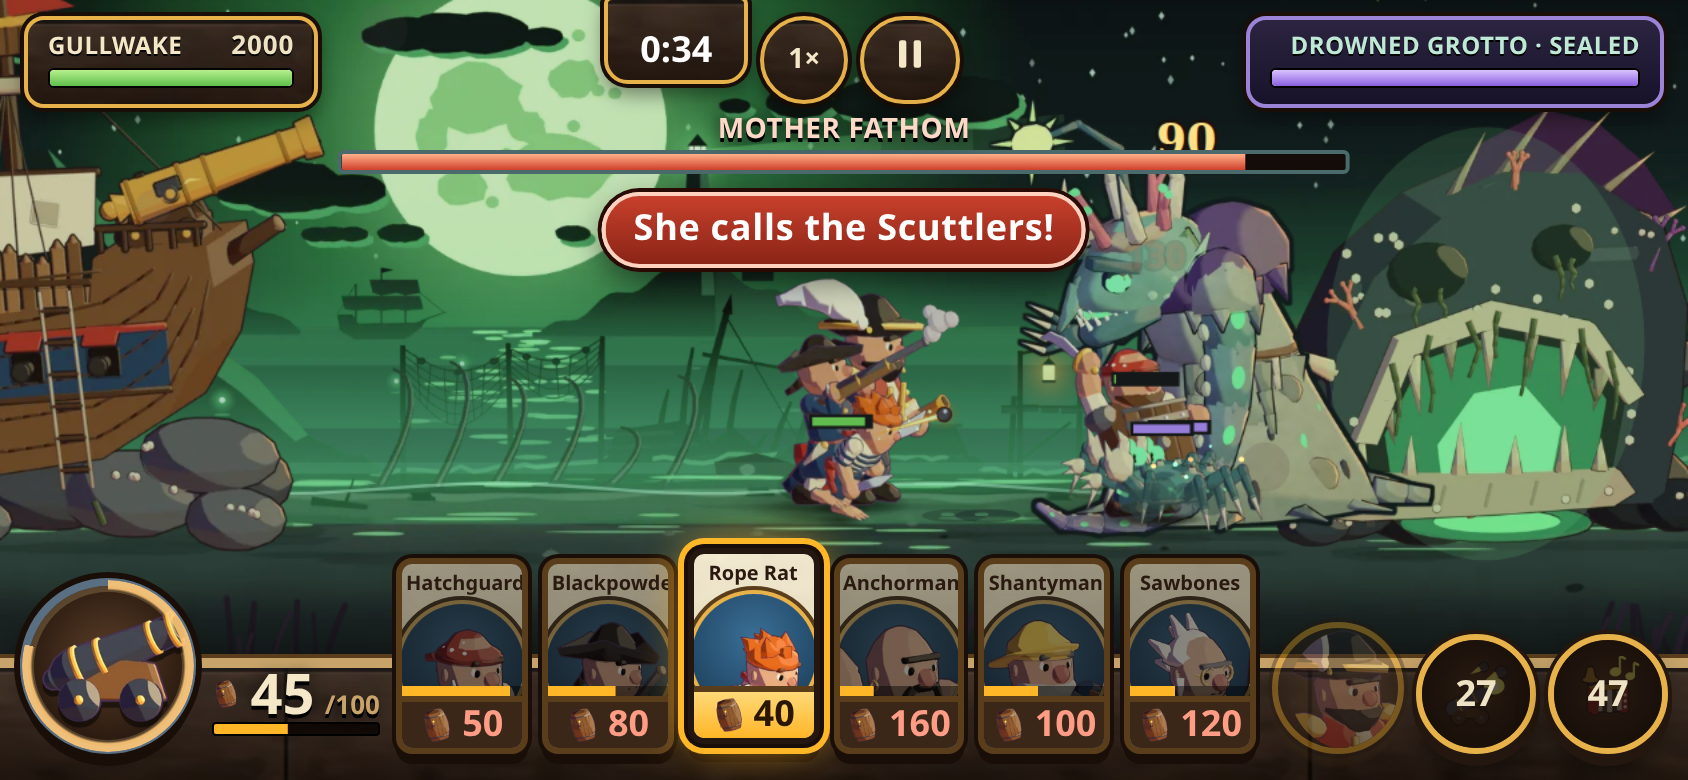 GULLWAKE 2000
0:34
1×
DROWNED GROTTO · SEALED
MOTHER FATHOM
90
She calls the Scuttlers!
Hatchguard
Blackpowde
Rope Rat
Anchorman
Shantyman
Sawbones
45 /100
50
80
40
160
100
120
27
47